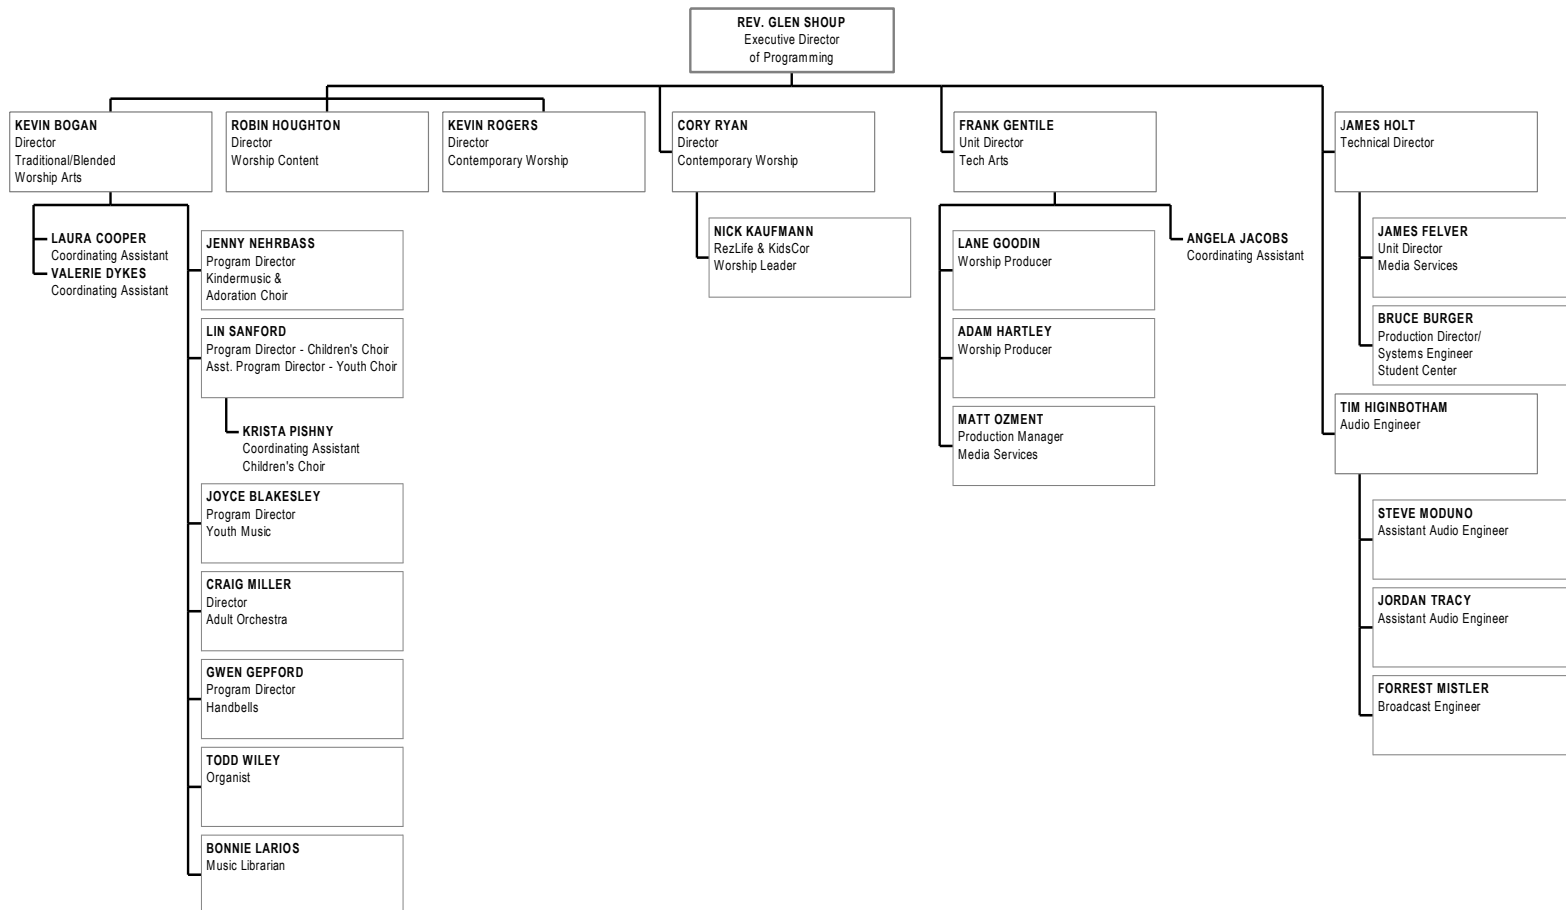 REV. GLEN SHOUP
Executive Director
of Programming
KEVIN BOGAN
Director
Traditional/Blended
Worship Arts
ROBIN HOUGHTON
Director
Worship Content
KEVIN ROGERS
Director
Contemporary Worship
CORY RYAN
Director
Contemporary Worship
FRANK GENTILE
Unit Director
Tech Arts
JAMES HOLT
Technical Director
LAURA COOPER
Coordinating Assistant
VALERIE DYKES
Coordinating Assistant
JENNY NEHRBASS
Program Director
Kindermusic &
Adoration Choir
LIN SANFORD
Program Director - Children's Choir
Asst. Program Director - Youth Choir
KRISTA PISHNY
Coordinating Assistant
Children's Choir
JOYCE BLAKESLEY
Program Director
Youth Music
CRAIG MILLER
Director
Adult Orchestra
GWEN GEPFORD
Program Director
Handbells
TODD WILEY
Organist
BONNIE LARIOS
Music Librarian
NICK KAUFMANN
RezLife & KidsCor
Worship Leader
LANE GOODIN
Worship Producer
ADAM HARTLEY
Worship Producer
MATT OZMENT
Production Manager
Media Services
ANGELA JACOBS
Coordinating Assistant
JAMES FELVER
Unit Director
Media Services
BRUCE BURGER
Production Director/
Systems Engineer
Student Center
TIM HIGINBOTHAM
Audio Engineer
STEVE MODUNO
Assistant Audio Engineer
JORDAN TRACY
Assistant Audio Engineer
FORREST MISTLER
Broadcast Engineer